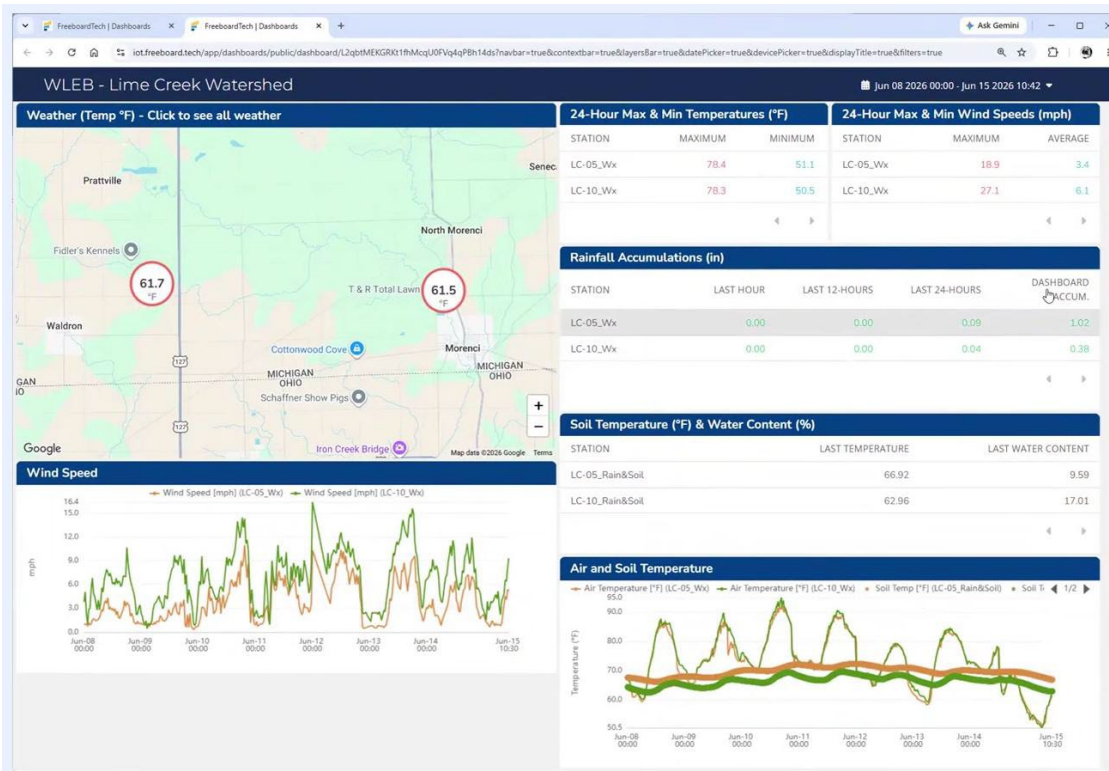 FreeboardTech | Dashboards
FreeboardTech | Dashboards
Ask Gemini
iot.freeboard.tech/app/dashboards/public/dashboard/L2qbtMEKGRKt1fhMcqU0FVq4qPBh14ds?navbar=true&contextbar=true&layersBar=true&datePicker=true&devicePicker=true&displayTitle=true&filters=true
WLEB - Lime Creek Watershed
Jun 08 2026 00:00 - Jun 15 2026 10:42
Weather (Temp °F) - Click to see all weather
Senec
Prattville
North Morenci
Fidler's Kennels
61.7
°F
T & R Total Lawn
61.5
°F
Waldron
Cottonwood Cove
Morenci
127
MICHIGAN
OHIO
MICHIGAN
OHIO
GAN
IO
Schaffner Show Pigs
127
Iron Creek Bridge
+
−
Google
Map data ©2026 Google Terms
Wind Speed
Wind Speed [mph] (LC-05_Wx) Wind Speed [mph] (LC-10_Wx)
mph
16.4
15.0
12.0
9.0
6.0
3.0
0.0
Jun-08 Jun-09 Jun-10 Jun-11 Jun-12 Jun-13 Jun-14 Jun-15
00:00 00:00 00:00 00:00 00:00 00:00 00:00 10:30
24-Hour Max & Min Temperatures (°F)
STATION MAXIMUM MINIMUM
LC-05_Wx 78.4 51.1
LC-10_Wx 78.3 50.5
24-Hour Max & Min Wind Speeds (mph)
STATION MAXIMUM AVERAGE
LC-05_Wx 18.9 3.4
LC-10_Wx 27.1 6.1
Rainfall Accumulations (in)
STATION LAST HOUR LAST 12-HOURS LAST 24-HOURS DASHBOARD
ACCUM.
LC-05_Wx 0.00 0.00 0.09 1.02
LC-10_Wx 0.00 0.00 0.04 0.38
Soil Temperature (°F) & Water Content (%)
STATION LAST TEMPERATURE LAST WATER CONTENT
LC-05_Rain&Soil 66.92 9.59
LC-10_Rain&Soil 62.96 17.01
Air and Soil Temperature
Air Temperature [°F] (LC-05_Wx) Air Temperature [°F] (LC-10_Wx) Soil Temp [°F] (LC-05_Rain&Soil) Soil T 1/2
Temperature (°F)
95.0
90.0
80.0
70.0
60.0
50.5
Jun-08 Jun-09 Jun-10 Jun-11 Jun-12 Jun-13 Jun-14 Jun-15
00:00 00:00 00:00 00:00 00:00 00:00 00:00 10:30